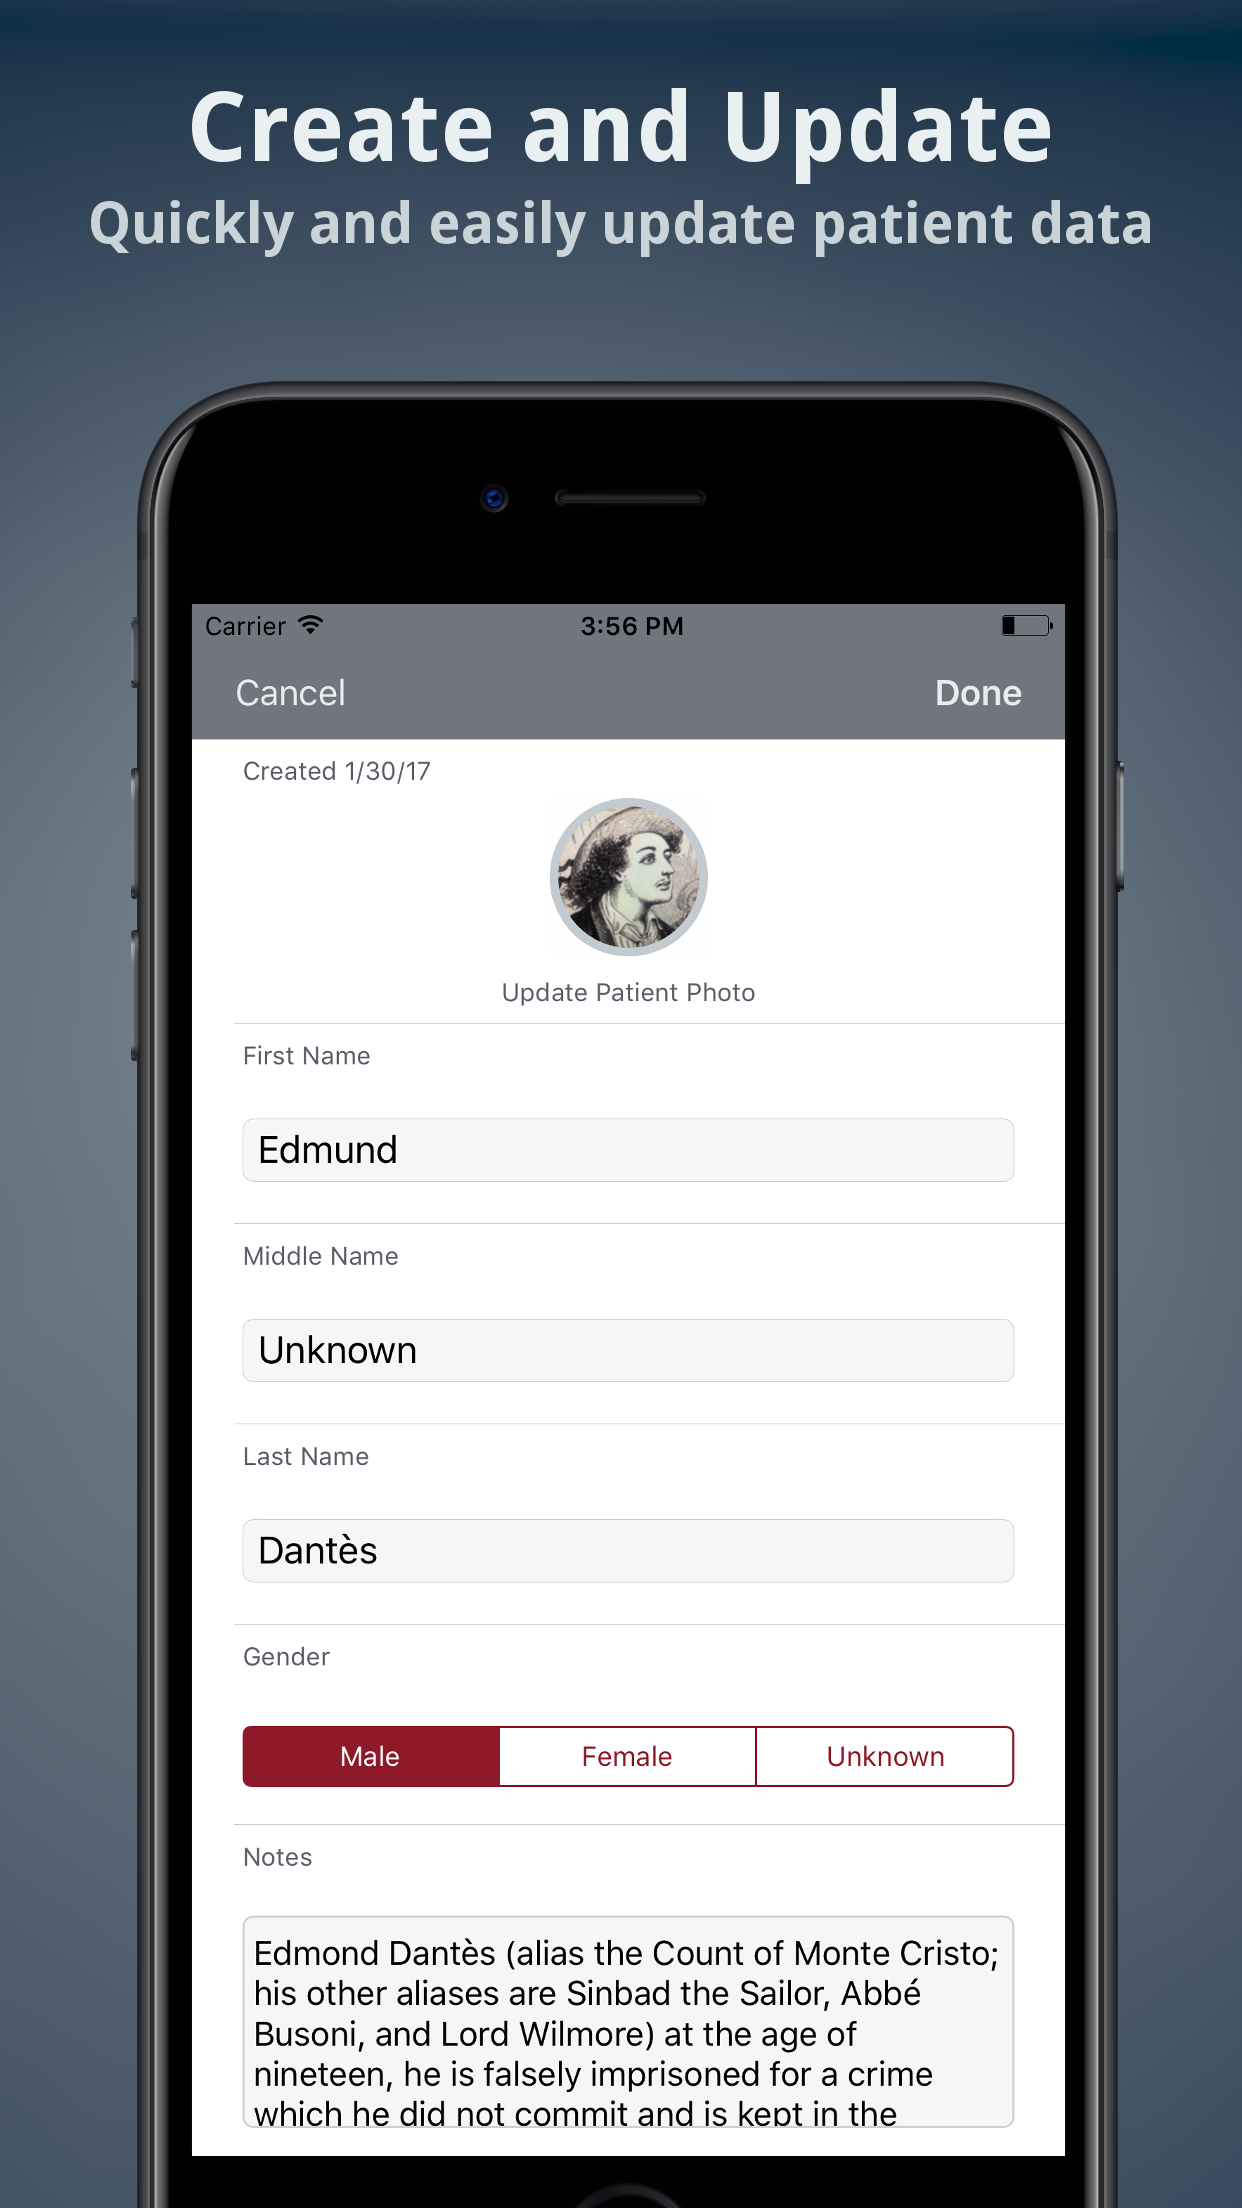 Create and Update
Quickly and easily update patient data
Carrier 3:56 PM
Cancel Done
Created 1/30/17
Update Patient Photo
First Name
Edmund
Middle Name
Unknown
Last Name
Dantès
Gender
Male Female Unknown
Notes
Edmond Dantès (alias the Count of Monte Cristo;
his other aliases are Sinbad the Sailor, Abbé
Busoni, and Lord Wilmore) at the age of
nineteen, he is falsely imprisoned for a crime
which he did not commit and is kept in the